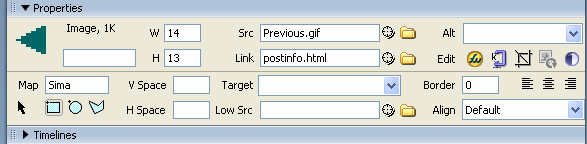 Properties
Image, 1K W 14 Src Previous.gif Alt
H 13 Link postinfo.html Edit
Map Sima V Space Target Border 0
H Space Low Src Align Default
Timelines